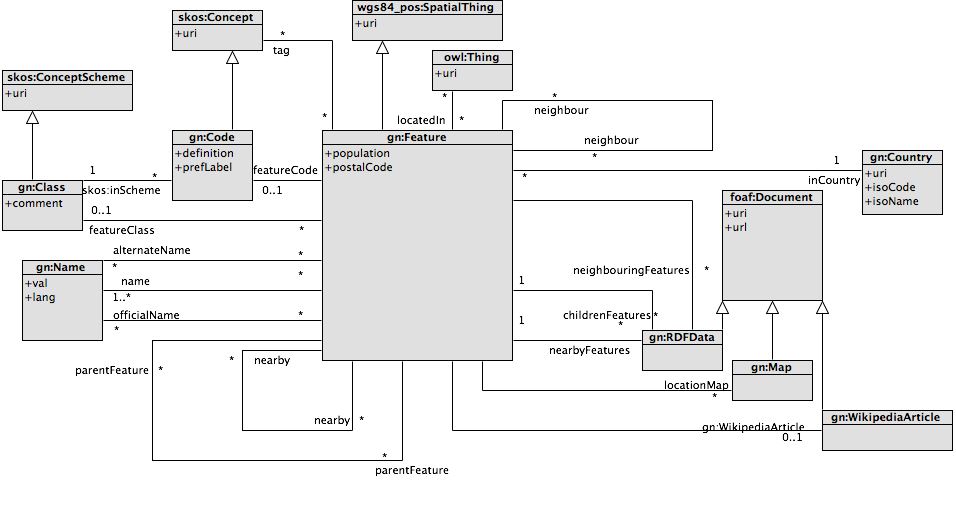 wgs84_pos:SpatialThing
+uri
skos:Concept
+uri
*
tag
owl:Thing
+uri
skos:ConceptScheme
+uri
*
*
neighbour
*
locatedIn
*
gn:Code
+definition
+prefLabel
gn:Feature
+population
+postalCode
neighbour
*
gn:Country
+uri
+isoCode
+isoName
1
inCountry
*
1
*
skos:inScheme
featureCode
0..1
gn:Class
+comment
0..1
featureClass
*
foaf:Document
+uri
+url
alternateName
*
*
gn:Name
+val
+lang
name
1..*
*
officialName
*
*
neighbouringFeatures
*
1
childrenFeatures
*
1
*
nearbyFeatures
gn:RDFData
parentFeature
*
*
nearby
gn:Map
locationMap
*
nearby
*
gn:WikipediaArticle
gn:WikipediaArticle
0..1
*
parentFeature